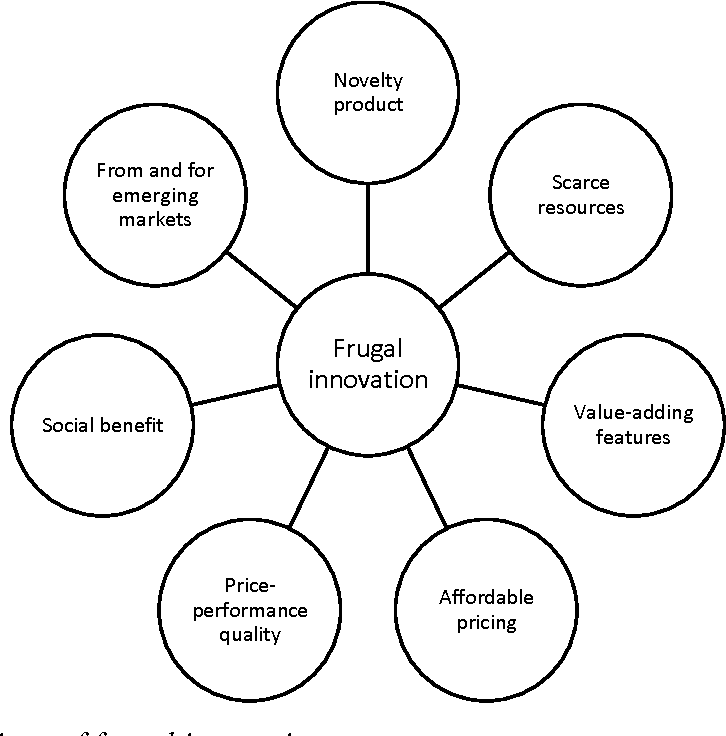 Novelty
product
From and for
emerging
markets
Scarce
resources
Frugal
innovation
Social benefit
Value-adding
features
Price-
performance
quality
Affordable
pricing